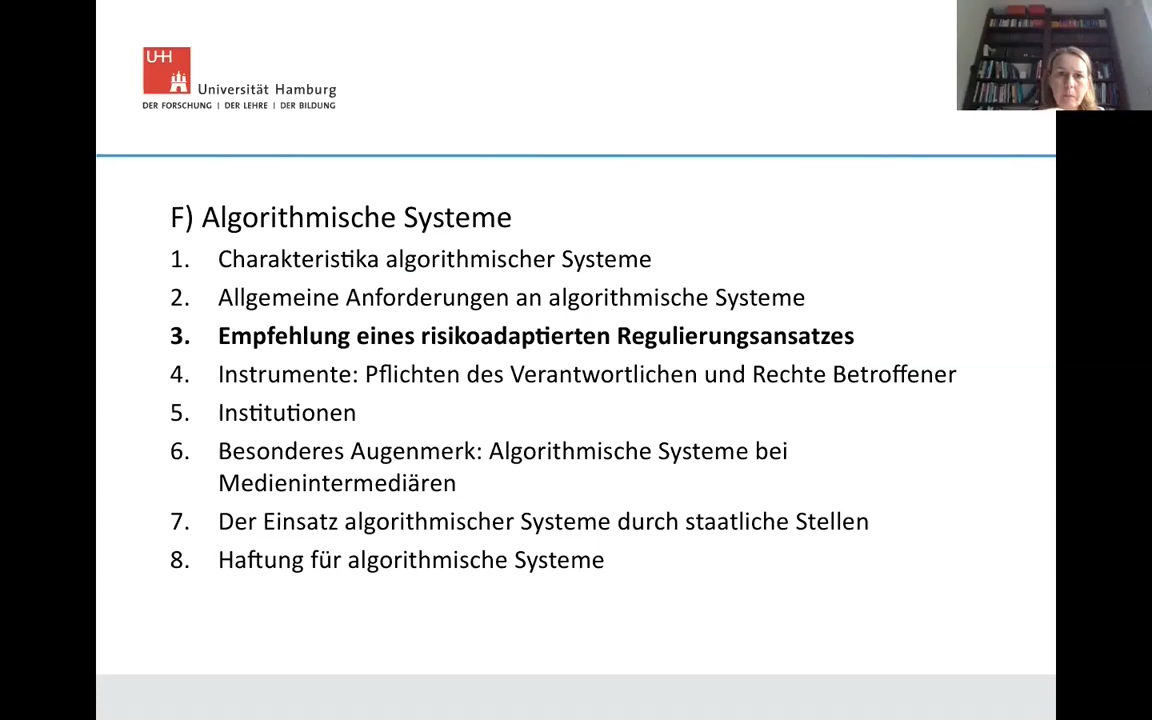 UHH
Universität Hamburg
DER FORSCHUNG | DER LEHRE | DER BILDUNG
F) Algorithmische Systeme
1. Charakteristika algorithmischer Systeme
2. Allgemeine Anforderungen an algorithmische Systeme
3. Empfehlung eines risikoadaptierten Regulierungsansatzes
4. Instrumente: Pflichten des Verantwortlichen und Rechte Betroffener
5. Institutionen
6. Besonderes Augenmerk: Algorithmische Systeme bei
Medienintermediären
7. Der Einsatz algorithmischer Systeme durch staatliche Stellen
8. Haftung für algorithmische Systeme